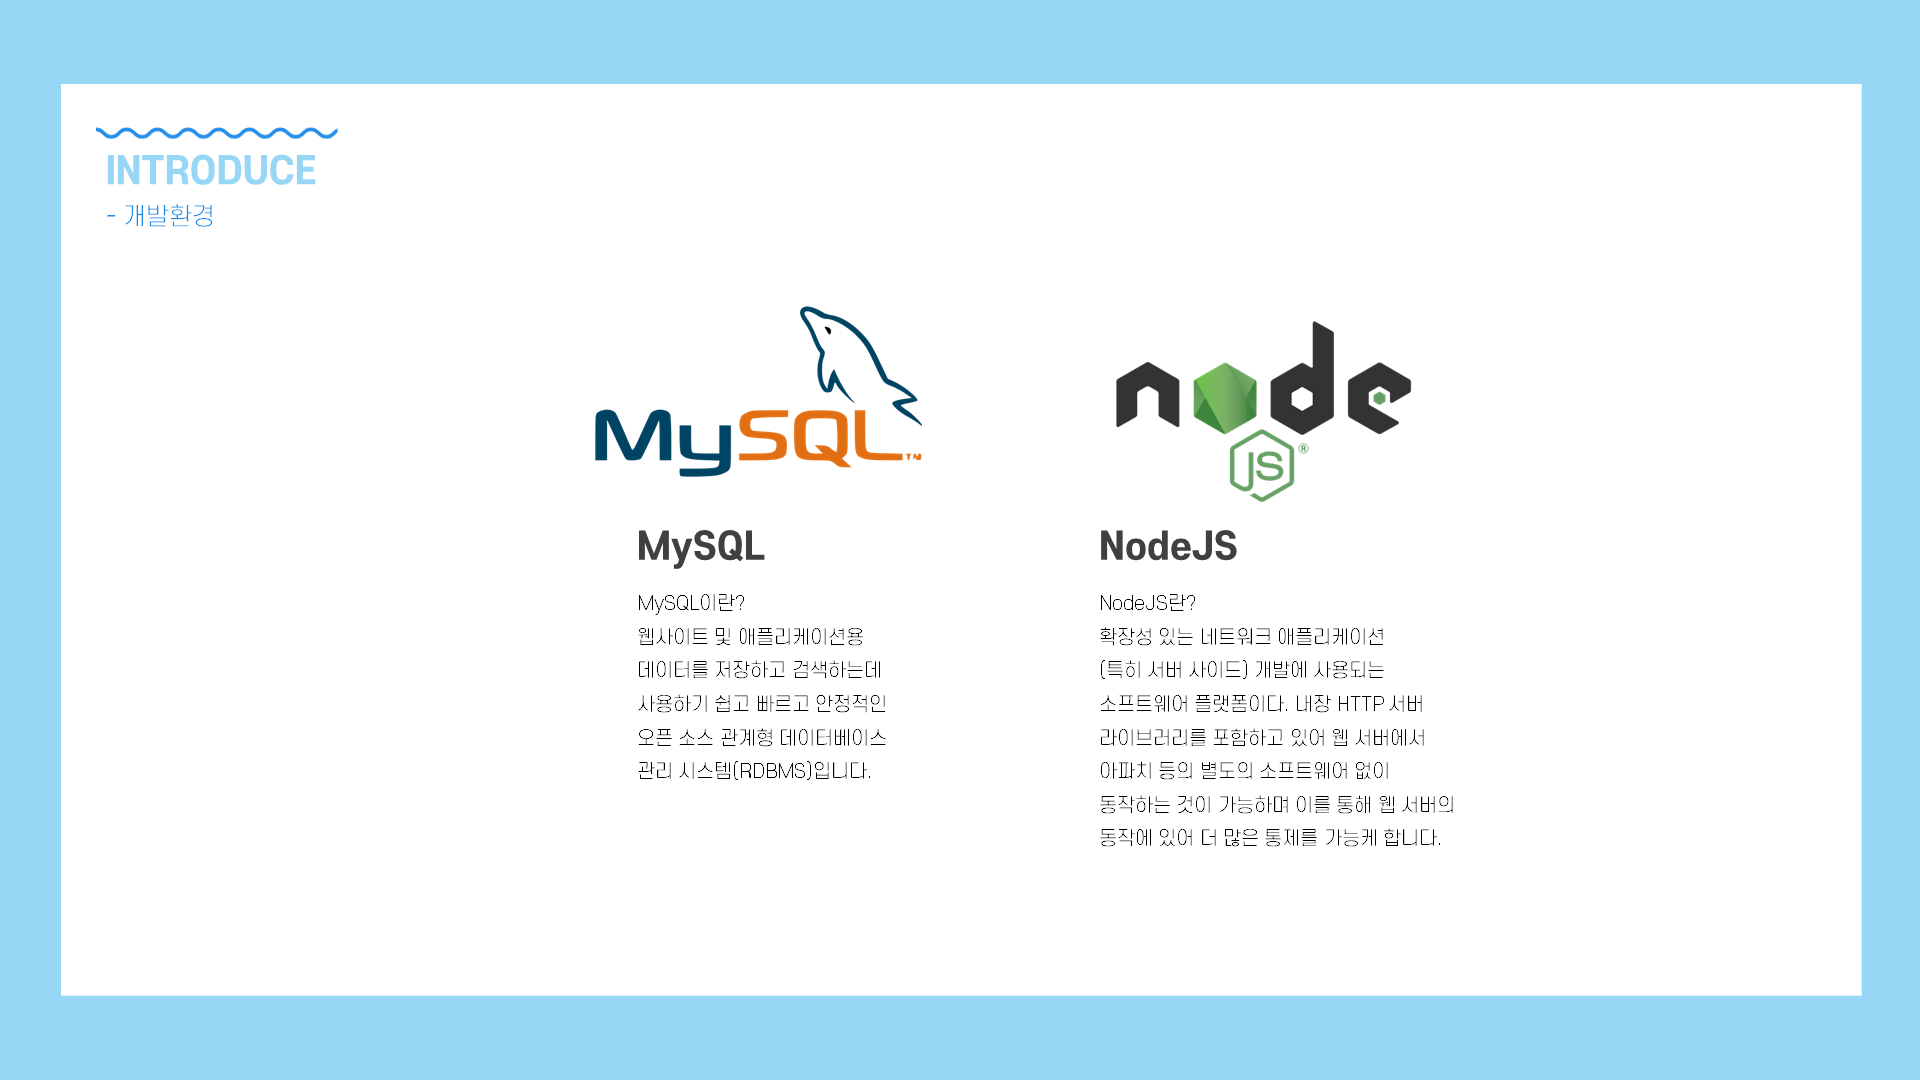 INTRODUCE
- 개발환경
MySQL™
node
JS®
MySQL
MySQL이란?
웹사이트 및 애플리케이션용
데이터를 저장하고 검색하는데
사용하기 쉽고 빠르고 안정적인
오픈 소스 관계형 데이터베이스
관리 시스템(RDBMS)입니다.
NodeJS
NodeJS란?
확장성 있는 네트워크 애플리케이션
(특히 서버 사이드) 개발에 사용되는
소프트웨어 플랫폼이다. 내장 HTTP 서버
라이브러리를 포함하고 있어 웹 서버에서
아파치 등의 별도의 소프트웨어 없이
동작하는 것이 가능하며 이를 통해 웹 서버의
동작에 있어 더 많은 통제를 가능케 합니다.